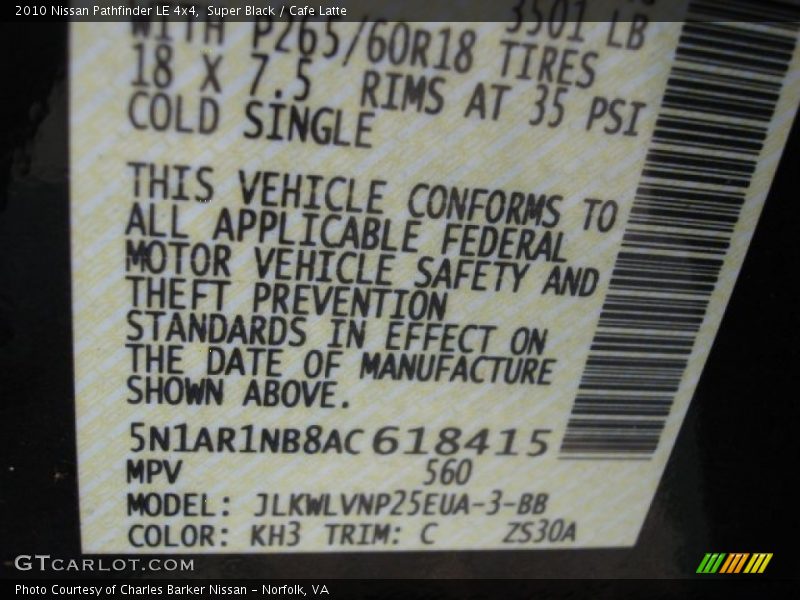 2010 Nissan Pathfinder LE 4x4,  Super Black / Cafe Latte
3501 LB
WITH P265/60R18 TIRES
18 X 7.5 RIMS AT 35 PSI
COLD SINGLE
THIS VEHICLE CONFORMS TO
ALL APPLICABLE FEDERAL
MOTOR VEHICLE SAFETY AND
THEFT PREVENTION
STANDARDS IN EFFECT ON
THE DATE OF MANUFACTURE
SHOWN ABOVE.
5N1AR1NB8AC618415
MPV 560
MODEL: JLKWLVNP25EUA-3-BB
COLOR: KH3 TRIM: C ZS30A
GTCARLOT.COM
Photo Courtesy of Charles Barker Nissan - Norfolk, VA